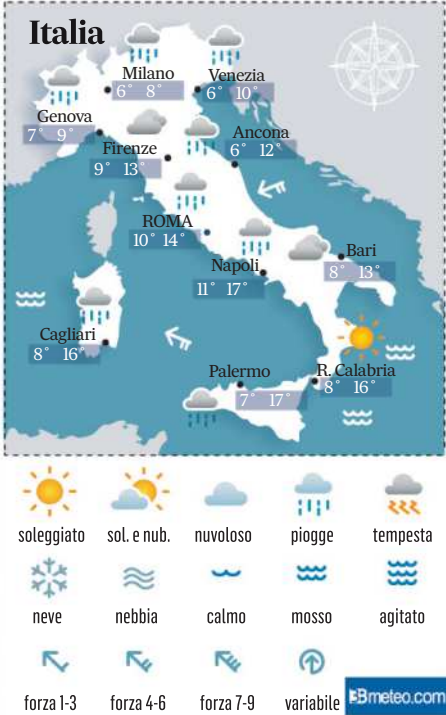 Italia
Milano
6° 8°
Venezia
6° 10°
Genova
7° 9°
Firenze
9° 13°
Ancona
6° 12°
ROMA
10° 14°
Napoli
11° 17°
Bari
8° 13°
Cagliari
8° 16°
Palermo
7° 17°
R. Calabria
8° 16°
soleggiato sol. e nub. nuvoloso piogge tempesta
neve nebbia calmo mosso agitato
forza 1-3 forza 4-6 forza 7-9 variabile
3Bmeteo.com